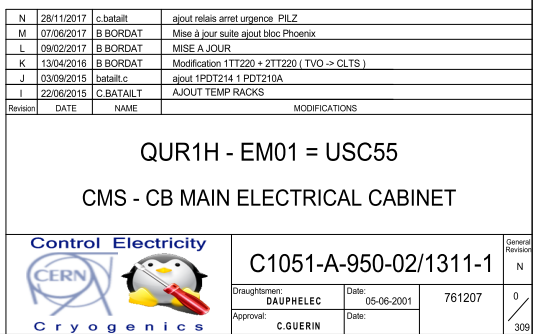 N 28/11/2017 c.batailt ajout relais arret urgence PILZ
M 07/06/2017 B BORDAT Mise à jour suite ajout bloc Phoenix
L 09/02/2017 B BORDAT MISE A JOUR
K 13/04/2016 B BORDAT Modification 1TT220 + 2TT220 ( TVO -> CLTS )
J 03/09/2015 batailt.c ajout 1PDT214 1 PDT210A
I 22/06/2015 C.BATAILT AJOUT TEMP RACKS
Revision DATE NAME MODIFICATIONS
QUR1H - EM01 = USC55
CMS - CB MAIN ELECTRICAL CABINET
Control Electricity
CERN
Cryogenics
C1051-A-950-02/1311-1
General
Revision
N
Draughtsmen:
DAUPHELEC
Date:
05-06-2001
761207
0
/
309
Approval:
C.GUERIN
Date: